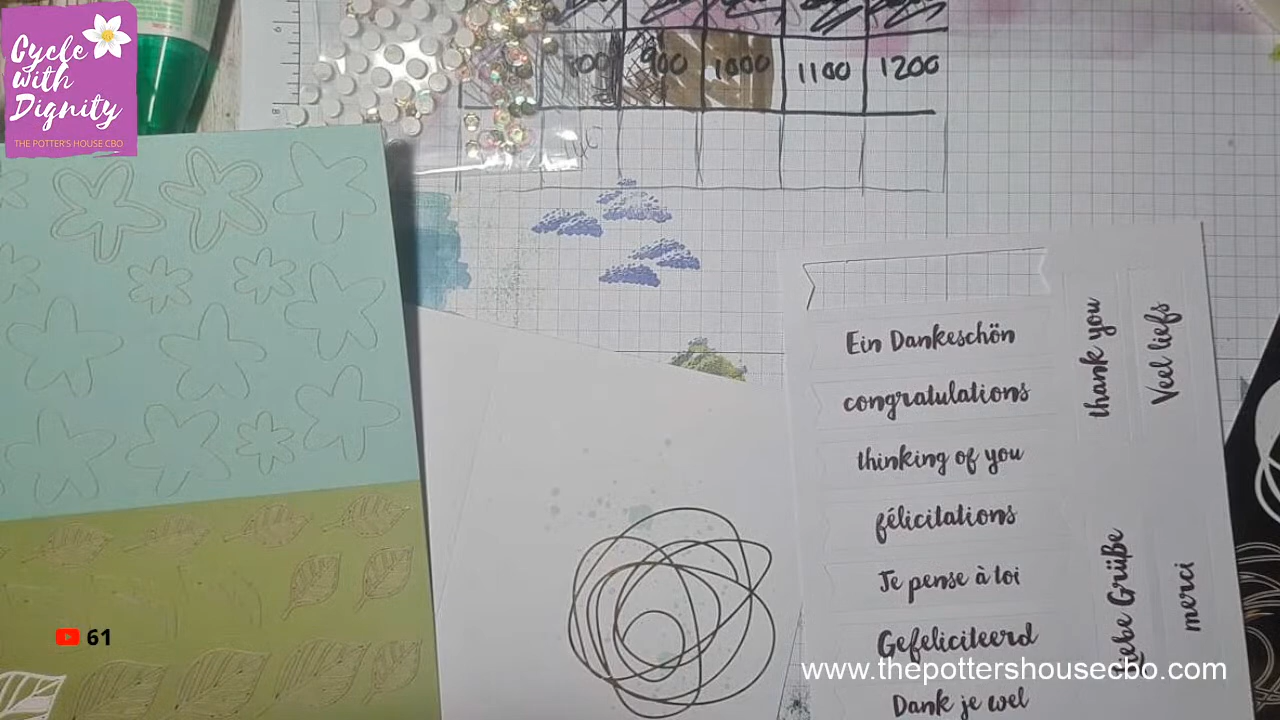 Cycle
with
Dignity
THE POTTER'S HOUSE CBO
900
1000
1100
1200
Ein Dankeschön
congratulations
thinking of you
félicitations
Je pense à toi
Gefeliciteerd
Dank je wel
thank you
Veel liefs
Liebe Grüße
merci
61
www.thepottershousecbo.com